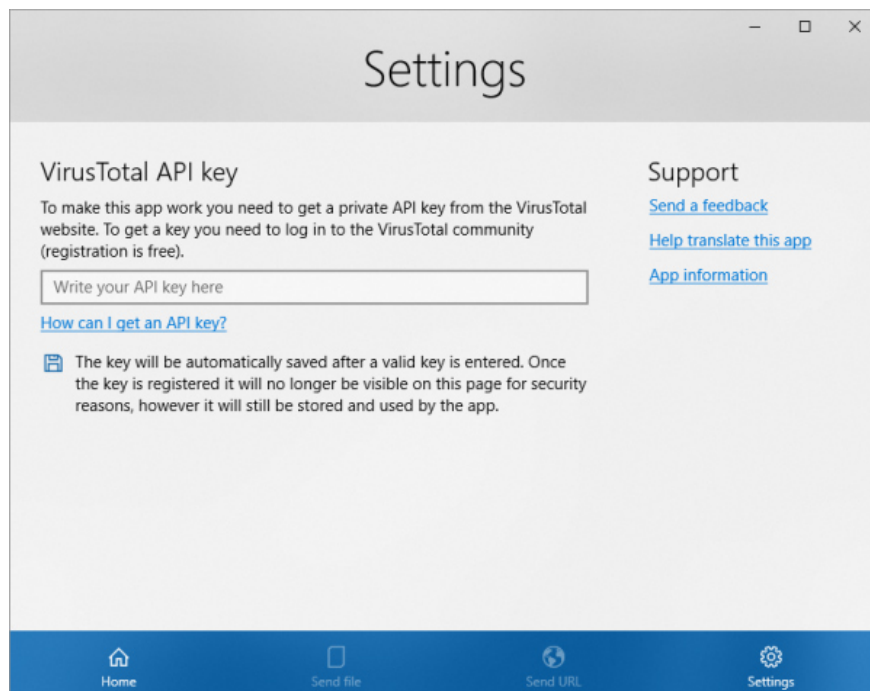 Settings
VirusTotal API key
To make this app work you need to get a private API key from the VirusTotal
website. To get a key you need to log in to the VirusTotal community
(registration is free).
Write your API key here
How can I get an API key?
The key will be automatically saved after a valid key is entered. Once
the key is registered it will no longer be visible on this page for security
reasons, however it will still be stored and used by the app.
Support
Send a feedback
Help translate this app
App information
Home
Send file
Send URL
Settings